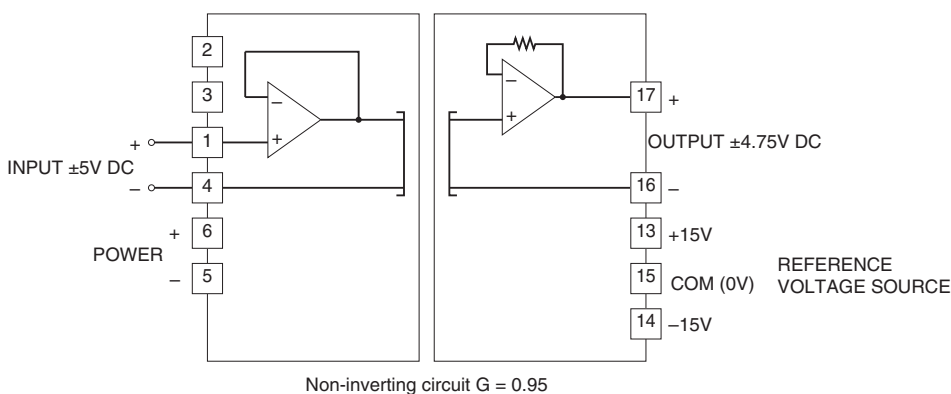 2
3
1
4
6
5
+
–
INPUT ±5V DC
+
–
POWER
–
+
–
+
17
16
13
15
14
+
–
OUTPUT ±4.75V DC
+15V
COM (0V)
–15V
REFERENCE
VOLTAGE SOURCE
Non-inverting circuit G = 0.95